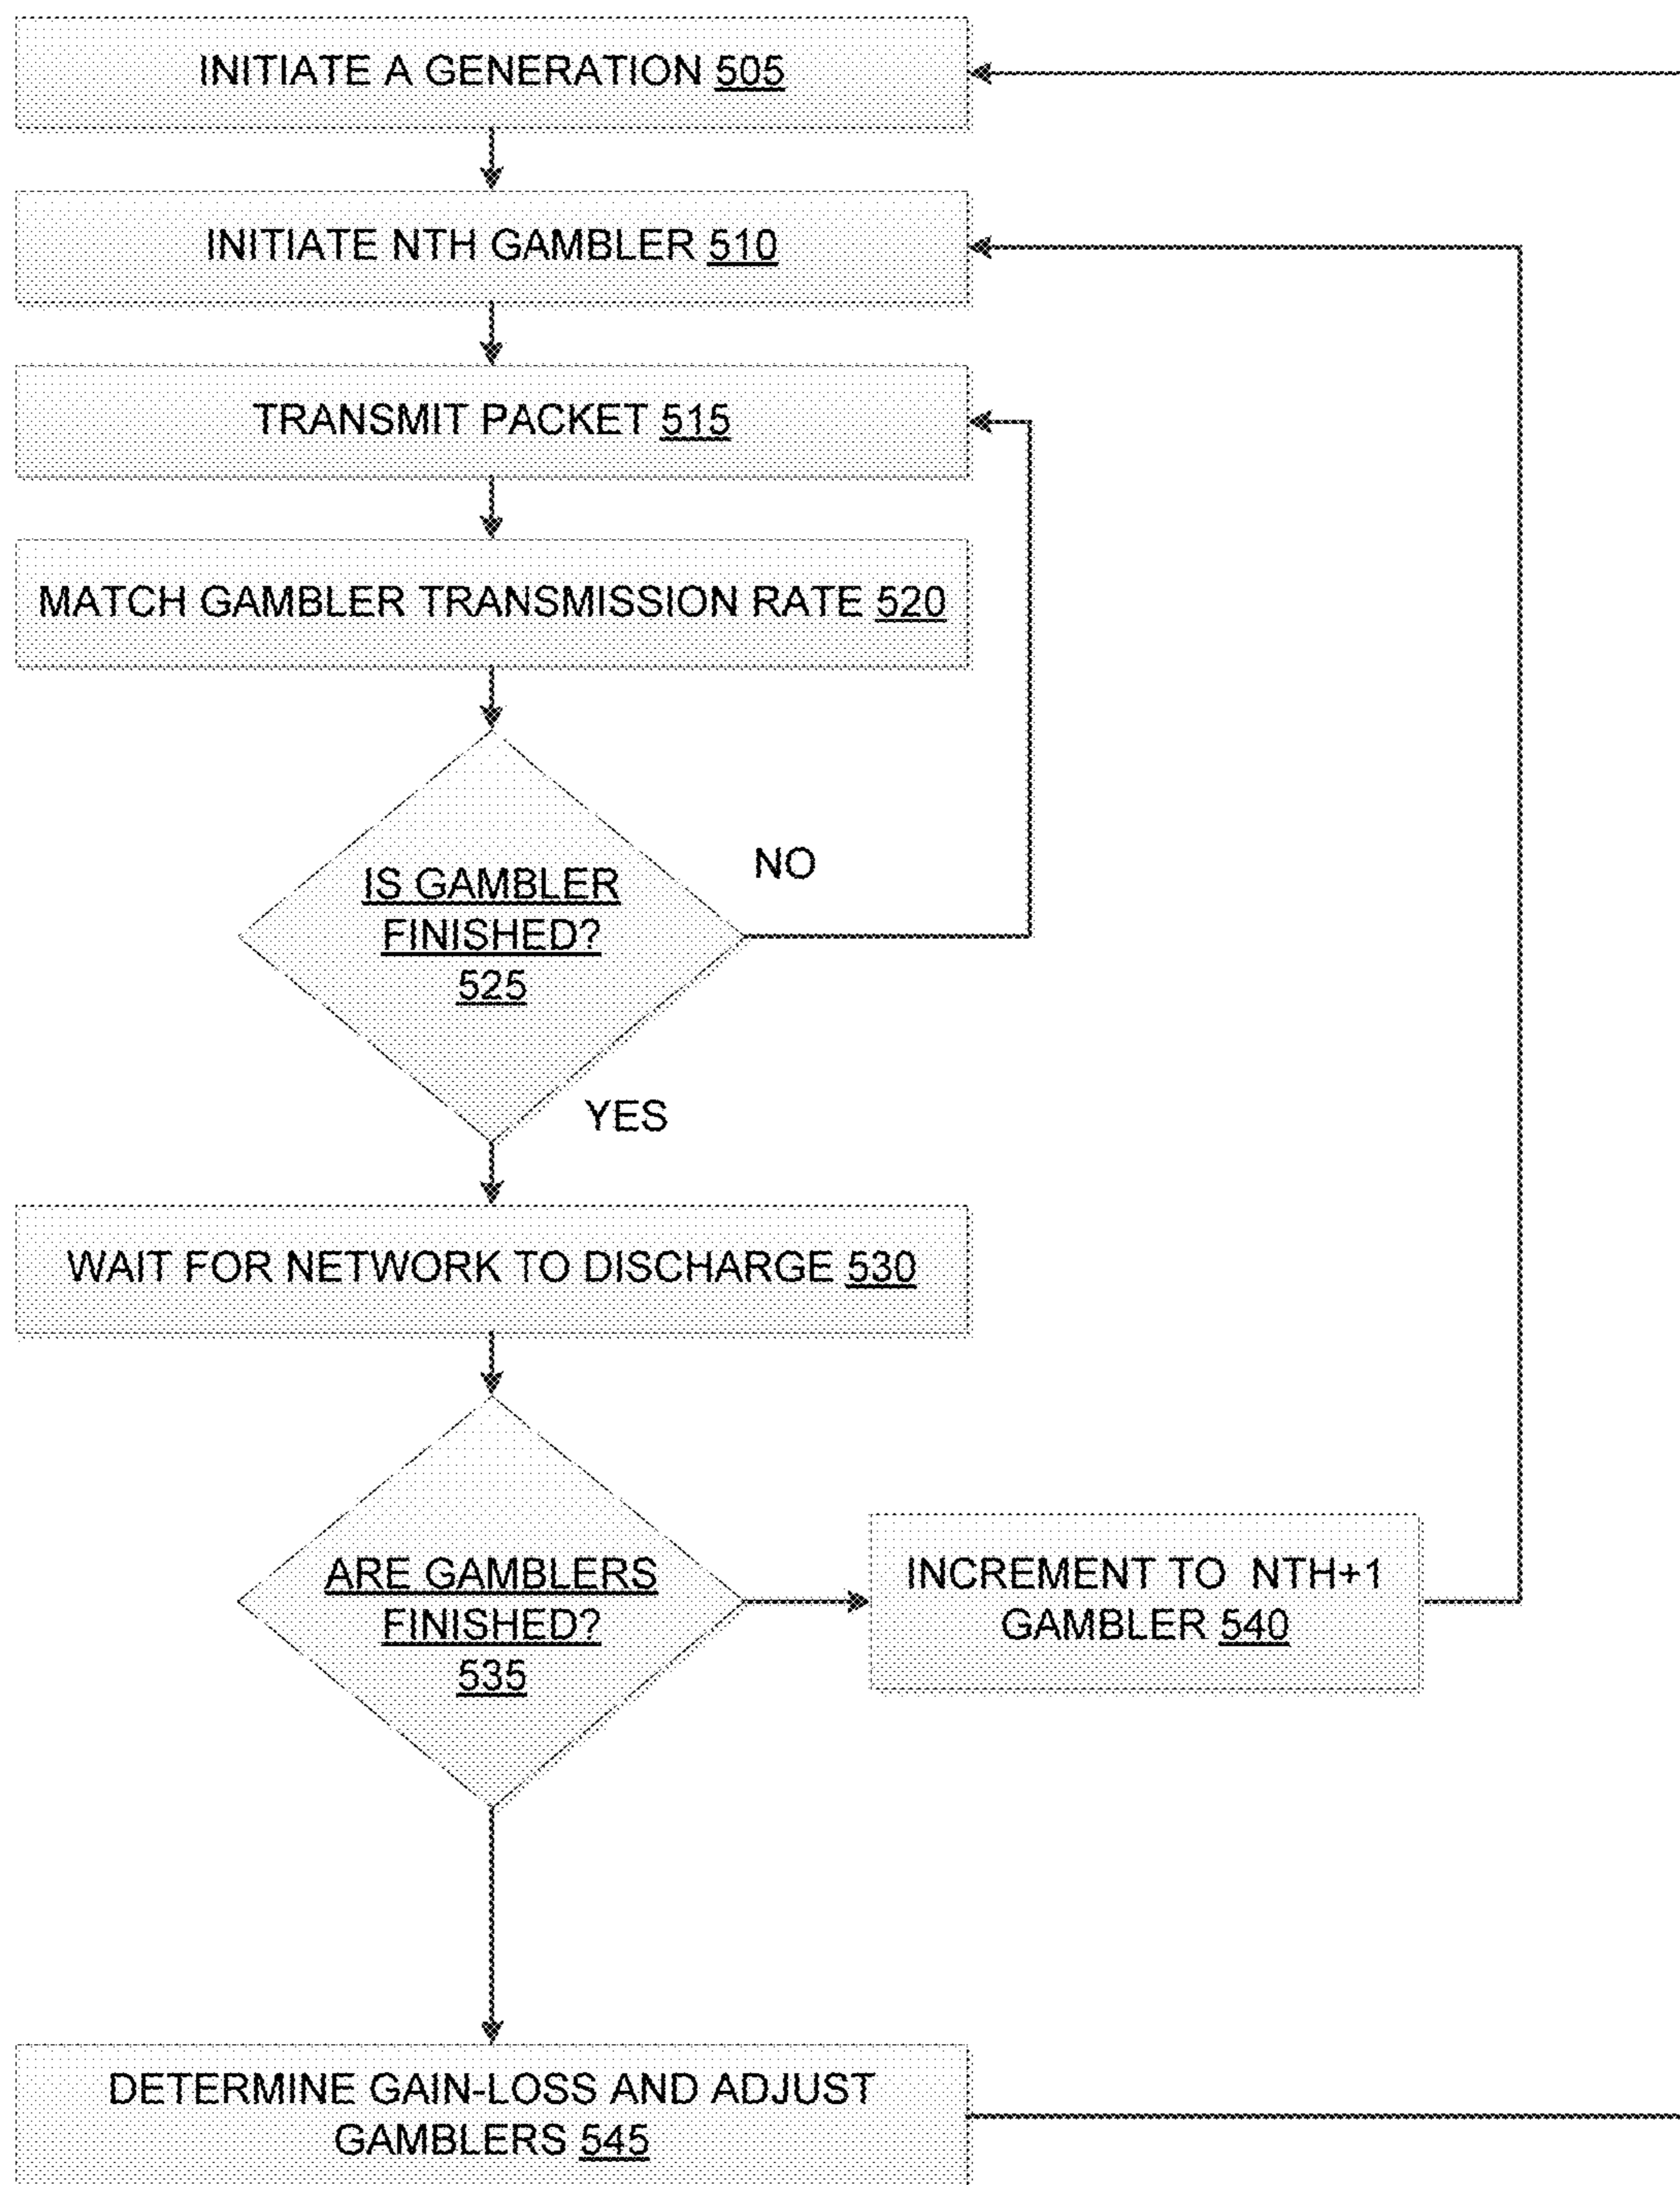 INITIATE A GENERATION 505
INITIATE NTH GAMBLER 510
TRANSMIT PACKET 515
MATCH GAMBLER TRANSMISSION RATE 520
IS GAMBLER
FINISHED?
525
NO
YES
WAIT FOR NETWORK TO DISCHARGE 530
ARE GAMBLERS
FINISHED?
535
INCREMENT TO NTH+1
GAMBLER 540
DETERMINE GAIN-LOSS AND ADJUST
GAMBLERS 545